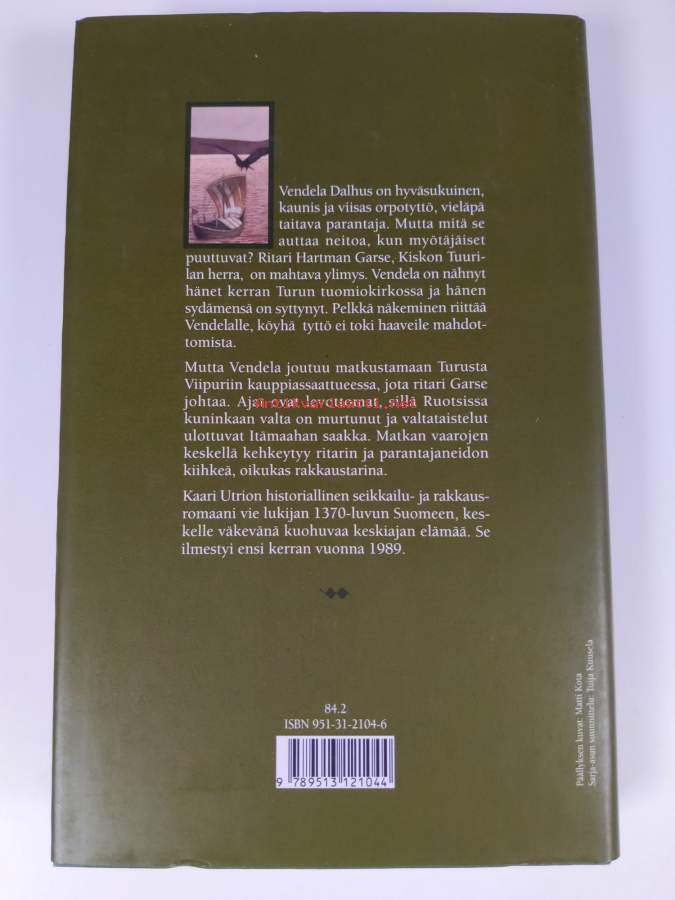 Vendela Dalhus on hyväsukuinen,
kaunis ja viisas orpotyttö, vieläpä
taitava parantaja. Mutta mitä se
auttaa neitoa, kun myötäjäiset
puuttuvat? Ritari Hartman Garse, Kiskon Tuuri-
lan herra, on mahtava ylimys. Vendela on nähnyt
hänet kerran Turun tuomiokirkossa ja hänen
sydämensä on syttynyt. Pelkkä näkeminen riittää
Vendelalle, köyhä tyttö ei toki haaveile mahdot-
tomista.
Mutta Vendela joutuu matkustamaan Turusta
Viipuriin kauppiassaattueessa, jota ritari Garse
johtaa. Ajat ovat levottomat, sillä Ruotsissa
Antikvariaatti.net
kuninkaan valta on murtunut ja valtataistelut
ulottuvat Itämaahan saakka. Matkan vaarojen
keskellä kehkeytyy ritarin ja parantajaneidon
kiihkeä, oikukas rakkaustarina.
Kaari Utrion historiallinen seikkailu- ja rakkaus-
romaani vie lukijan 1370-luvun Suomeen, kes-
kelle väkevänä kuohuvaa keskiajan elämää. Se
ilmestyi ensi kerran vuonna 1989.
84.2
ISBN 951-31-2104-6
9 789513 121044
Päällyksen kuvat: Matti Kota
Sarja-asun suunnittelu: Tuija Kuusela